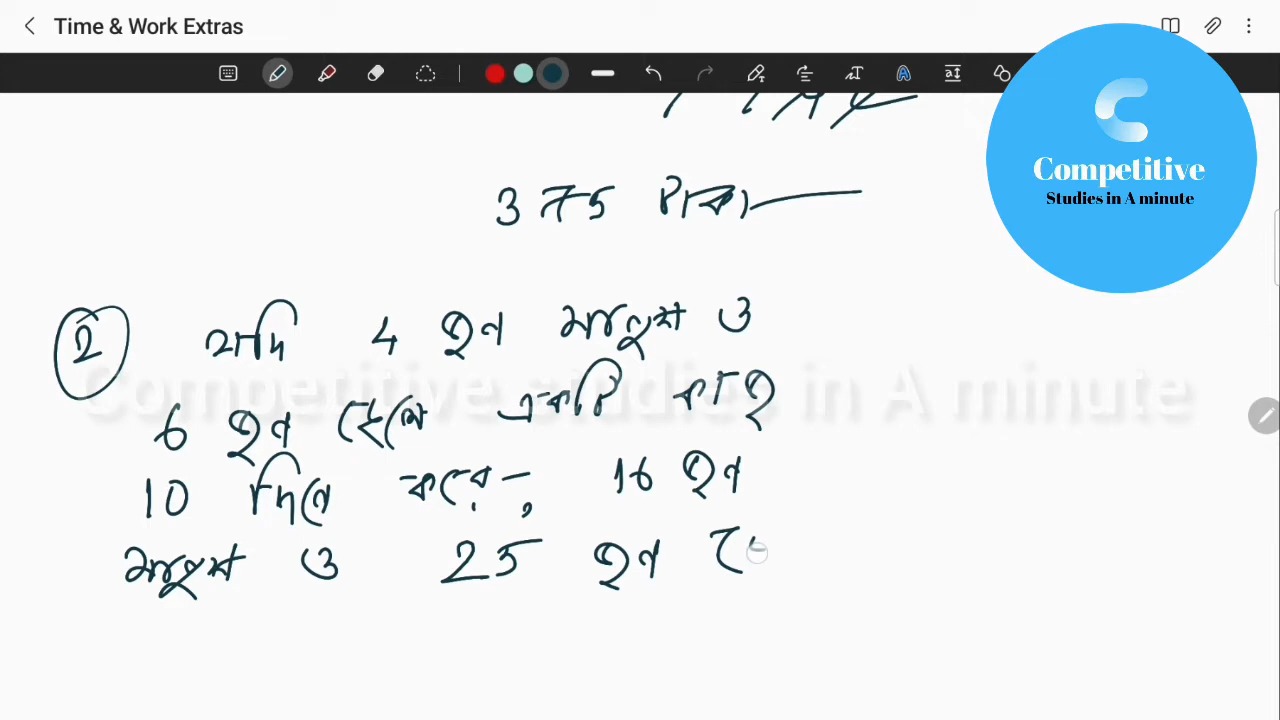 Time & Work Extras
Competitive
Studies in A minute
375 টাকা
2 যদি 4 জন মানুষ ও
6 জন ছেলে একটি কাজ
10 দিনে করে, 16 জন
মানুষ ও 25 জন
Competitive studies in A minute